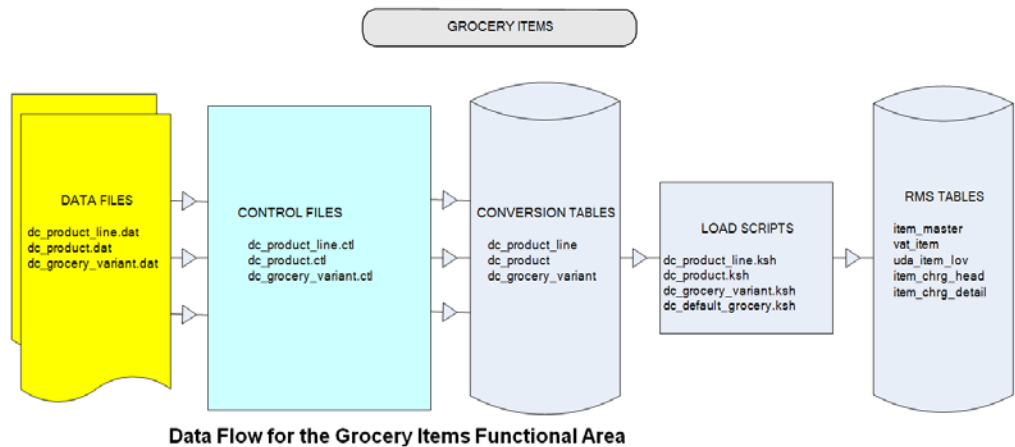 GROCERY ITEMS
DATA FILES
dc_product_line.dat
dc_product.dat
dc_grocery_variant.dat
CONTROL FILES
dc_product_line.ctl
dc_product.ctl
dc_grocery_variant.ctl
CONVERSION TABLES
dc_product_line
dc_product
dc_grocery_variant
LOAD SCRIPTS
dc_product_line.ksh
dc_product.ksh
dc_grocery_variant.ksh
dc_default_grocery.ksh
RMS TABLES
item_master
vat_item
uda_item_lov
item_chrg_head
item_chrg_detail
Data Flow for the Grocery Items Functional Area